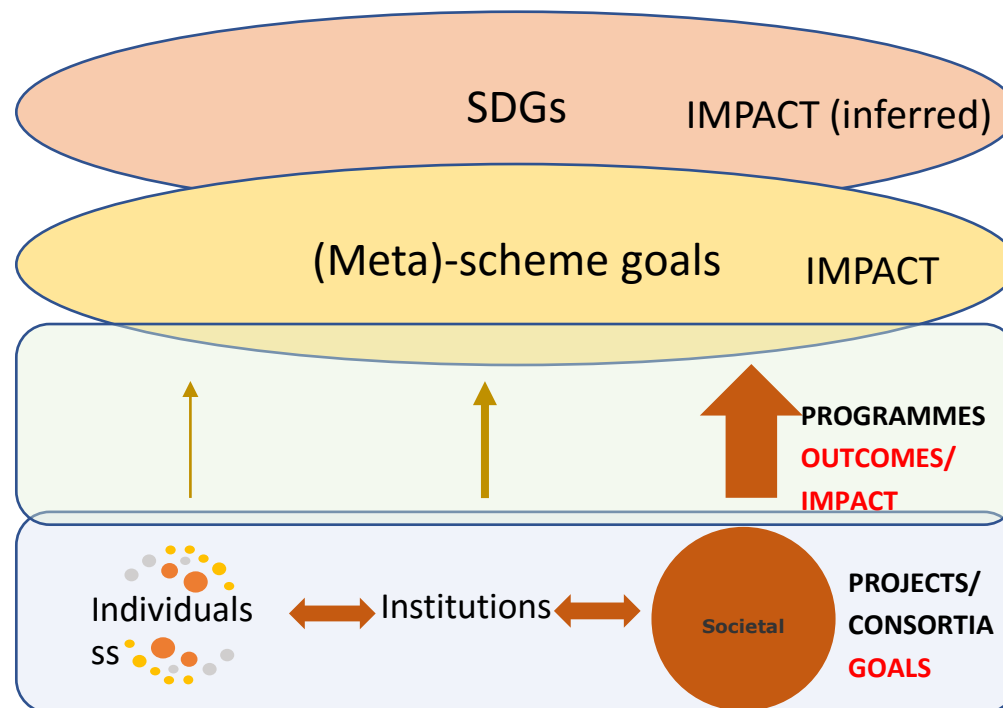 SDGs
IMPACT (inferred)
(Meta)-scheme goals
IMPACT
PROGRAMMES
OUTCOMES/
IMPACT
Individuals
ss
Institutions
Societal
PROJECTS/
CONSORTIA
GOALS